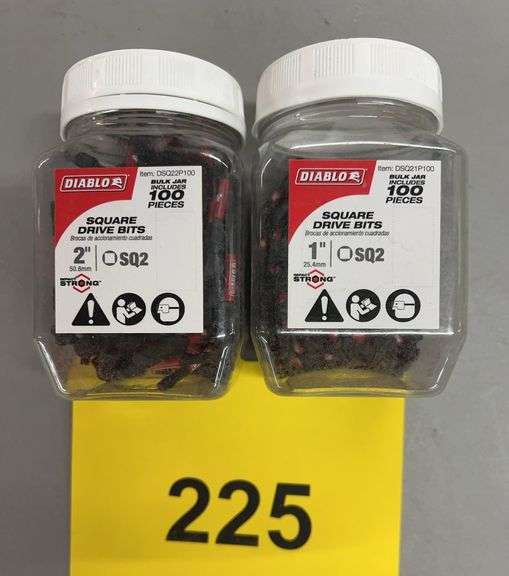 Item: DSQ22P100
DIABLO
BULK JAR
INCLUDES
100
PIECES
SQUARE
DRIVE BITS
Brocas de accionamiento cuadradas
2" SQ2
50.8mm
IMPACT
STRONG
Item: DSQ21P100
DIABLO
BULK JAR
INCLUDES
100
PIECES
SQUARE
DRIVE BITS
Brocas de accionamiento cuadradas
1" SQ2
25.4mm
IMPACT
STRONG
225